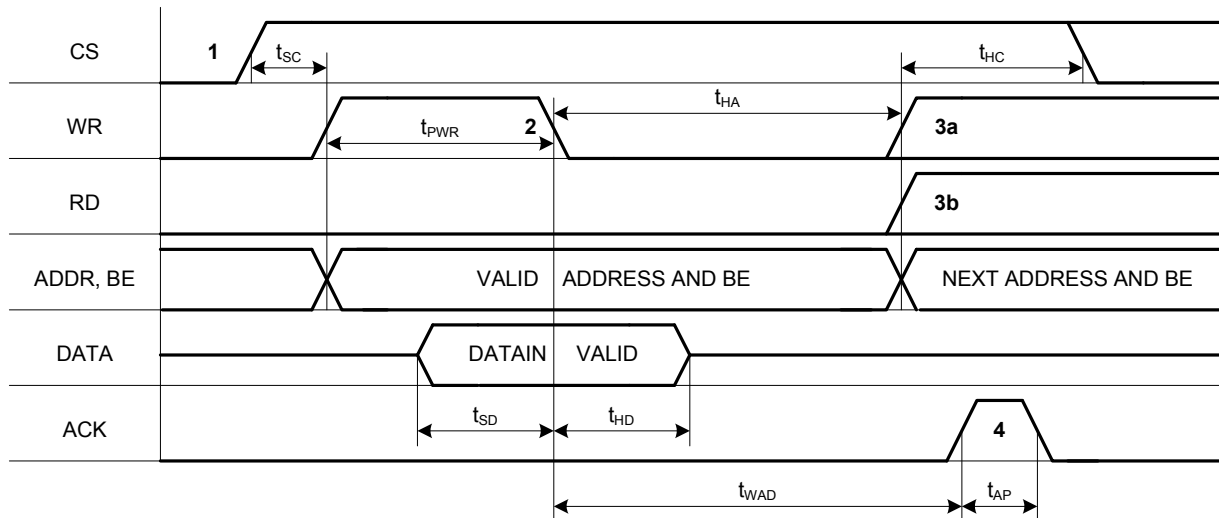 CS 1 tSC tHC
WR tPWR 2 tHA 3a
RD 3b
ADDR, BE VALID ADDRESS AND BE NEXT ADDRESS AND BE
DATA DATAIN VALID
tSD tHD
ACK 4
tWAD tAP